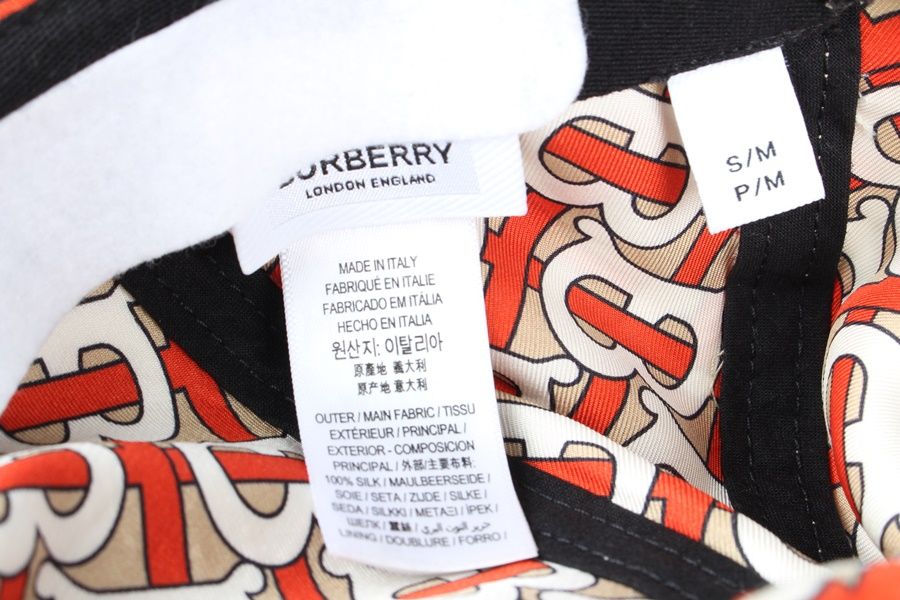 BURBERRY
LONDON ENGLAND
S/M
P/M
MADE IN ITALY
FABRIQUÉ EN ITALIE
FABRICADO EM ITÁLIA
HECHO EN ITALIA
원산지: 이탈리아
原產地 義大利
原产地 意大利
OUTER / MAIN FABRIC / TISSU
EXTÉRIEUR / PRINCIPAL /
EXTERIOR - COMPOSICION
PRINCIPAL / 外部/主要布料:
100% SILK / MAULBEERSEIDE /
SOIE / SETA / ZIJDE / SILKE /
SEDA / SILKKI / ΜΕΤΑΞΙ / IPEK /
ШЕЛК / 蠶絲 / حرير التوت البري /
LINING / DOUBLURE / FORRO /